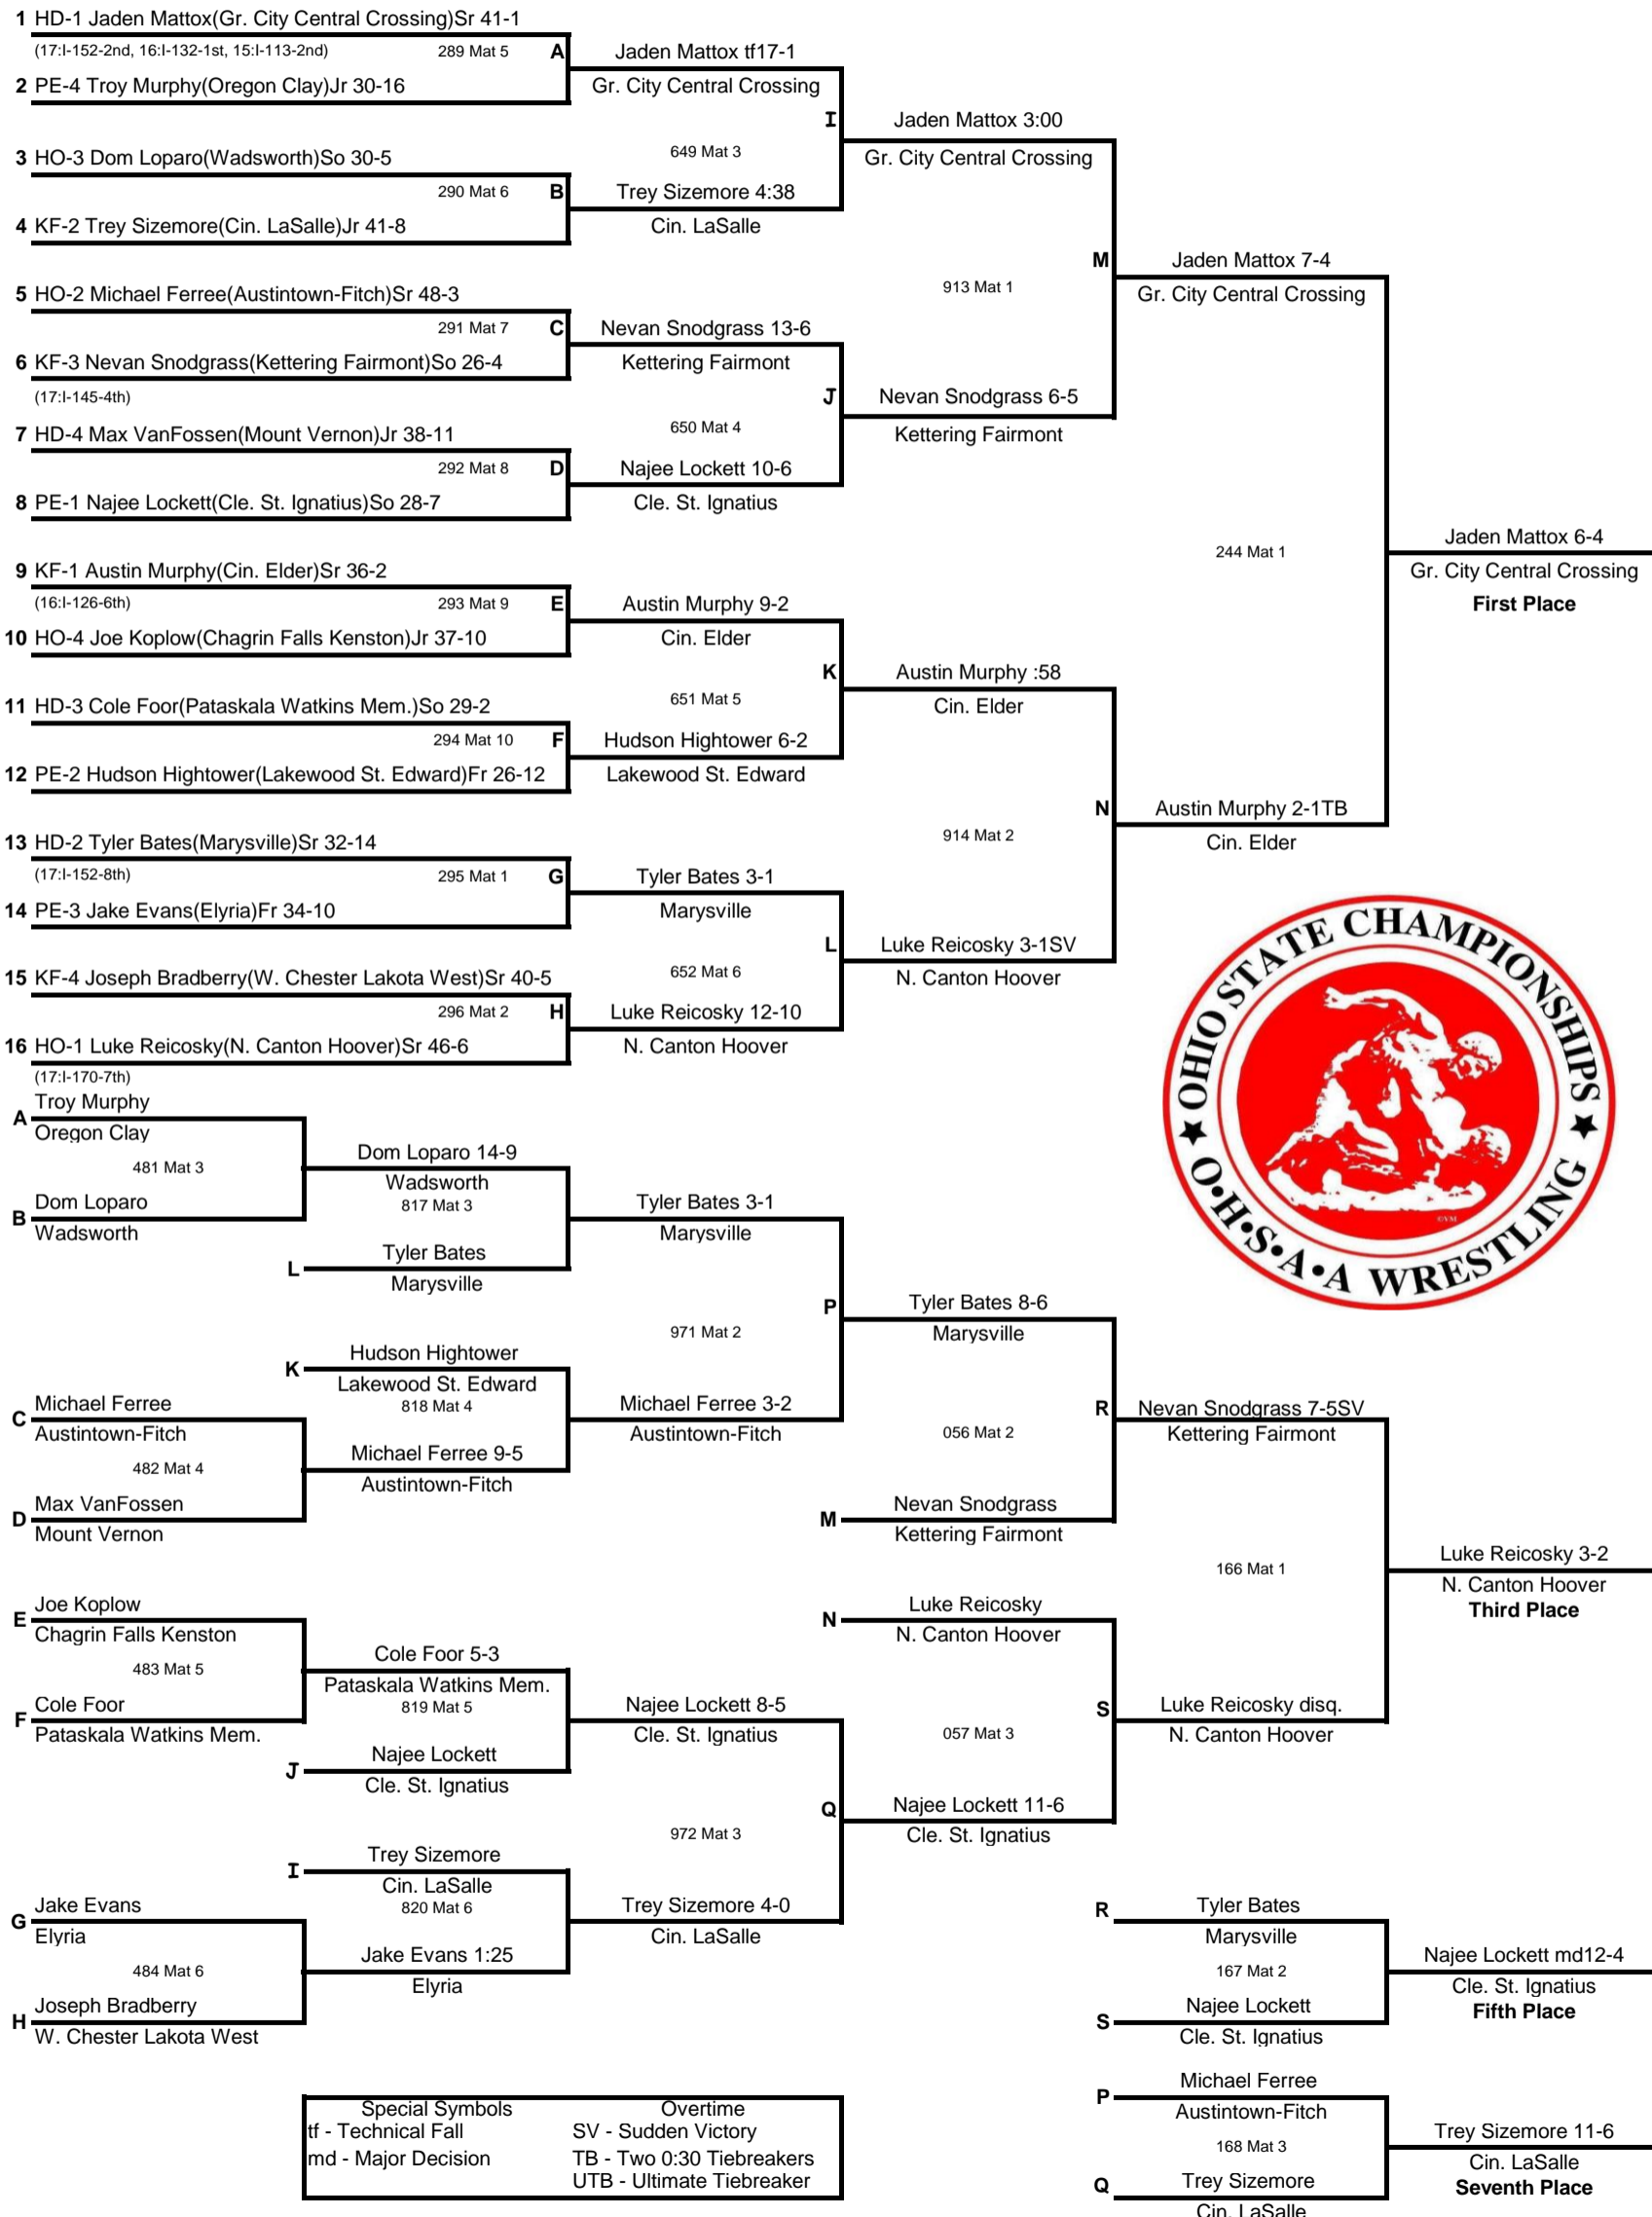 1 HD-1 Jaden Mattox(Gr. City Central Crossing)Sr 41-1
(17:I-152-2nd, 16:I-132-1st, 15:I-113-2nd)
289 Mat 5
A
2 PE-4 Troy Murphy(Oregon Clay)Jr 30-16
3 HO-3 Dom Loparo(Wadsworth)So 30-5
290 Mat 6
B
4 KF-2 Trey Sizemore(Cin. LaSalle)Jr 41-8
5 HO-2 Michael Ferree(Austintown-Fitch)Sr 48-3
291 Mat 7
C
6 KF-3 Nevan Snodgrass(Kettering Fairmont)So 26-4
(17:I-145-4th)
7 HD-4 Max VanFossen(Mount Vernon)Jr 38-11
292 Mat 8
D
8 PE-1 Najee Lockett(Cle. St. Ignatius)So 28-7
9 KF-1 Austin Murphy(Cin. Elder)Sr 36-2
(16:I-126-6th)
293 Mat 9
E
10 HO-4 Joe Koplow(Chagrin Falls Kenston)Jr 37-10
11 HD-3 Cole Foor(Pataskala Watkins Mem.)So 29-2
294 Mat 10
F
12 PE-2 Hudson Hightower(Lakewood St. Edward)Fr 26-12
13 HD-2 Tyler Bates(Marysville)Sr 32-14
(17:I-152-8th)
295 Mat 1
G
14 PE-3 Jake Evans(Elyria)Fr 34-10
15 KF-4 Joseph Bradberry(W. Chester Lakota West)Sr 40-5
296 Mat 2
H
16 HO-1 Luke Reicosky(N. Canton Hoover)Sr 46-6
(17:I-170-7th)
Jaden Mattox tf17-1
Gr. City Central Crossing
I
649 Mat 3
Trey Sizemore 4:38
Cin. LaSalle
Nevan Snodgrass 13-6
Kettering Fairmont
J
650 Mat 4
Najee Lockett 10-6
Cle. St. Ignatius
Austin Murphy 9-2
Cin. Elder
K
651 Mat 5
Hudson Hightower 6-2
Lakewood St. Edward
Tyler Bates 3-1
Marysville
L
652 Mat 6
Luke Reicosky 12-10
N. Canton Hoover
Jaden Mattox 3:00
Gr. City Central Crossing
M
913 Mat 1
Nevan Snodgrass 6-5
Kettering Fairmont
Austin Murphy :58
Cin. Elder
N
914 Mat 2
Luke Reicosky 3-1SV
N. Canton Hoover
Jaden Mattox 7-4
Gr. City Central Crossing
244 Mat 1
Austin Murphy 2-1TB
Cin. Elder
Jaden Mattox 6-4
Gr. City Central Crossing
First Place
★ OHIO STATE CHAMPIONSHIPS ★
O•H•S•A•A WRESTLING
©VM
A Troy Murphy
Oregon Clay
481 Mat 3
B Dom Loparo
Wadsworth
C Michael Ferree
Austintown-Fitch
482 Mat 4
D Max VanFossen
Mount Vernon
E Joe Koplow
Chagrin Falls Kenston
483 Mat 5
F Cole Foor
Pataskala Watkins Mem.
G Jake Evans
Elyria
484 Mat 6
H Joseph Bradberry
W. Chester Lakota West
Dom Loparo 14-9
Wadsworth
817 Mat 3
L Tyler Bates
Marysville
K Hudson Hightower
Lakewood St. Edward
818 Mat 4
Michael Ferree 9-5
Austintown-Fitch
Cole Foor 5-3
Pataskala Watkins Mem.
819 Mat 5
J Najee Lockett
Cle. St. Ignatius
I Trey Sizemore
Cin. LaSalle
820 Mat 6
Jake Evans 1:25
Elyria
Tyler Bates 3-1
Marysville
P
971 Mat 2
Michael Ferree 3-2
Austintown-Fitch
Najee Lockett 8-5
Cle. St. Ignatius
Q
972 Mat 3
Trey Sizemore 4-0
Cin. LaSalle
Tyler Bates 8-6
Marysville
R
056 Mat 2
M Nevan Snodgrass
Kettering Fairmont
N Luke Reicosky
N. Canton Hoover
S
057 Mat 3
Najee Lockett 11-6
Cle. St. Ignatius
Nevan Snodgrass 7-5SV
Kettering Fairmont
166 Mat 1
Luke Reicosky disq.
N. Canton Hoover
Luke Reicosky 3-2
N. Canton Hoover
Third Place
R Tyler Bates
Marysville
167 Mat 2
S Najee Lockett
Cle. St. Ignatius
Najee Lockett md12-4
Cle. St. Ignatius
Fifth Place
P Michael Ferree
Austintown-Fitch
168 Mat 3
Q Trey Sizemore
Cin. LaSalle
Trey Sizemore 11-6
Cin. LaSalle
Seventh Place
Special Symbols
tf - Technical Fall
md - Major Decision
Overtime
SV - Sudden Victory
TB - Two 0:30 Tiebreakers
UTB - Ultimate Tiebreaker